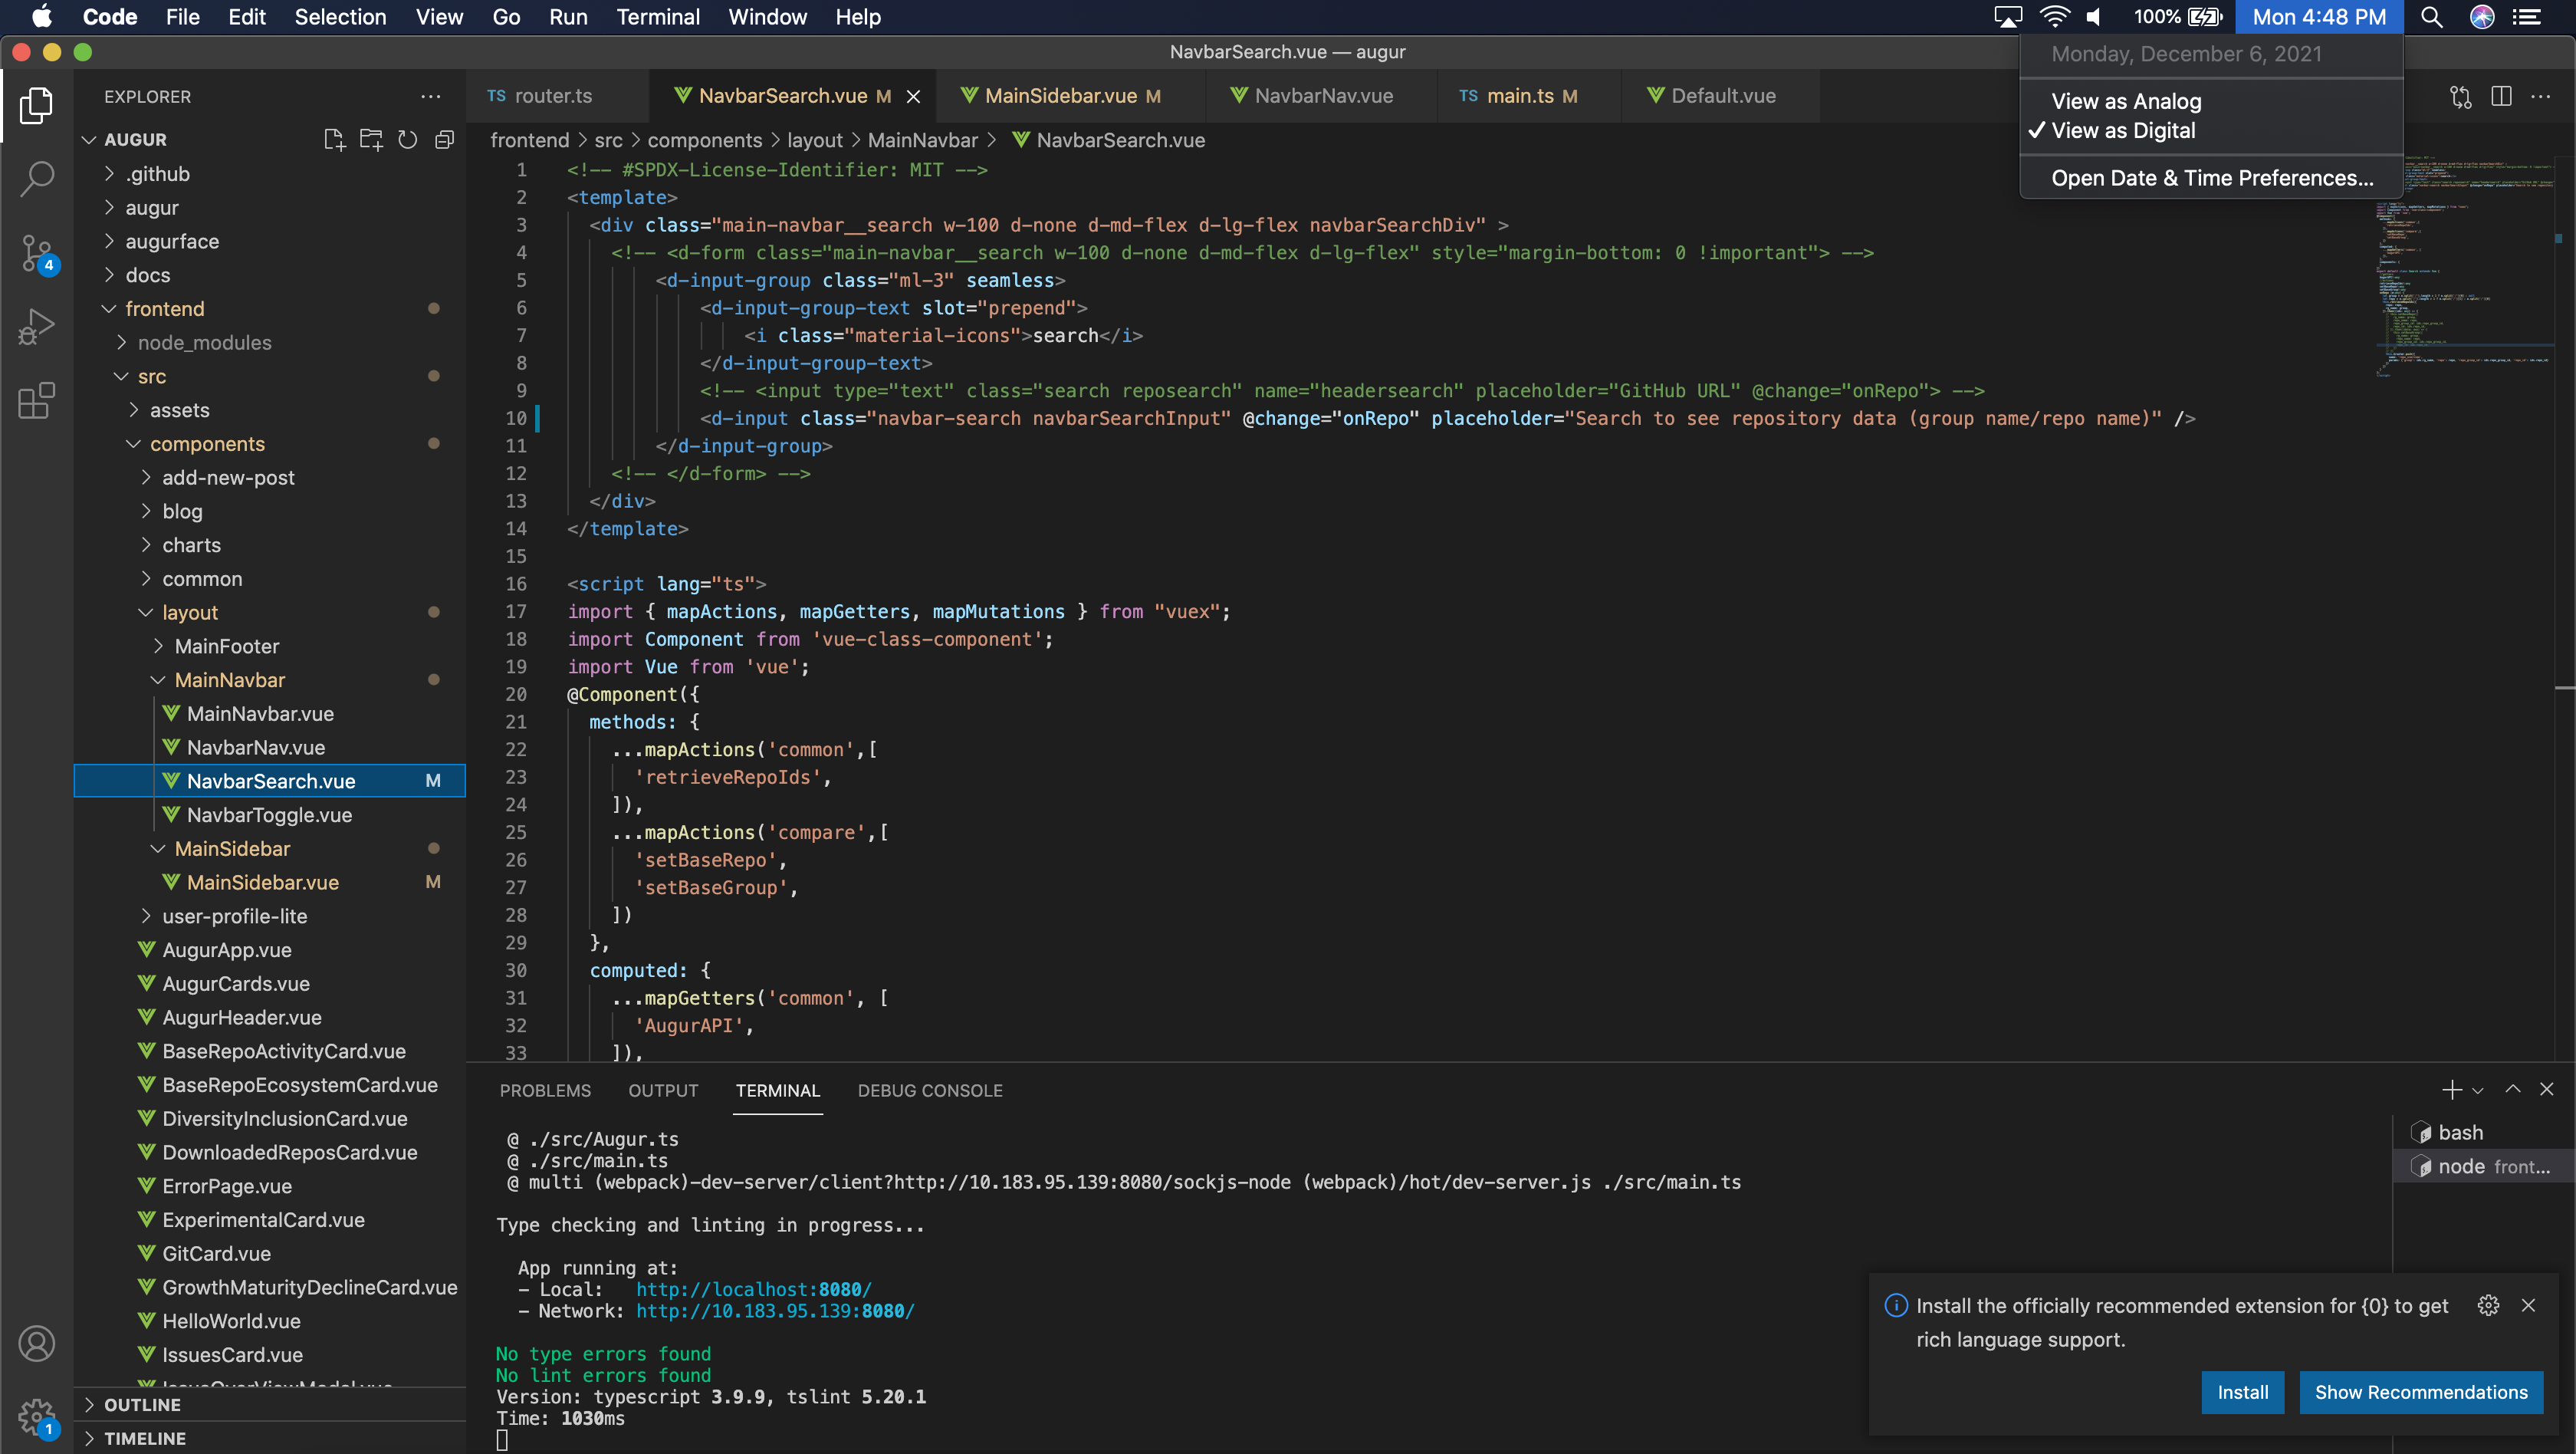 Code File Edit Selection View Go Run Terminal Window Help 100% Mon 4:48 PM
NavbarSearch.vue — augur
Monday, December 6, 2021
View as Analog
✓ View as Digital
Open Date & Time Preferences...
EXPLORER
AUGUR
.github
augur
augurface
docs
frontend
node_modules
src
assets
components
add-new-post
blog
charts
common
layout
MainFooter
MainNavbar
MainNavbar.vue
NavbarNav.vue
NavbarSearch.vue M
NavbarToggle.vue
MainSidebar
MainSidebar.vue M
user-profile-lite
AugurApp.vue
AugurCards.vue
AugurHeader.vue
BaseRepoActivityCard.vue
BaseRepoEcosystemCard.vue
DiversityInclusionCard.vue
DownloadedReposCard.vue
ErrorPage.vue
ExperimentalCard.vue
GitCard.vue
GrowthMaturityDeclineCard.vue
HelloWorld.vue
IssuesCard.vue
OUTLINE
TIMELINE
4
1
TS router.ts NavbarSearch.vue M MainSidebar.vue M NavbarNav.vue TS main.ts M Default.vue
frontend > src > components > layout > MainNavbar > NavbarSearch.vue
1 <!-- #SPDX-License-Identifier: MIT -->
2 <template>
3 <div class="main-navbar__search w-100 d-none d-md-flex d-lg-flex navbarSearchDiv" >
4 <!-- <d-form class="main-navbar__search w-100 d-none d-md-flex d-lg-flex" style="margin-bottom: 0 !important"> -->
5 <d-input-group class="ml-3" seamless>
6 <d-input-group-text slot="prepend">
7 <i class="material-icons">search</i>
8 </d-input-group-text>
9 <!-- <input type="text" class="search reposearch" name="headersearch" placeholder="GitHub URL" @change="onRepo"> -->
10 <d-input class="navbar-search navbarSearchInput" @change="onRepo" placeholder="Search to see repository data (group name/repo name)" />
11 </d-input-group>
12 <!-- </d-form> -->
13 </div>
14 </template>
15
16 <script lang="ts">
17 import { mapActions, mapGetters, mapMutations } from "vuex";
18 import Component from 'vue-class-component';
19 import Vue from 'vue';
20 @Component({
21 methods: {
22 ...mapActions('common',[
23 'retrieveRepoIds',
24 ]),
25 ...mapActions('compare',[
26 'setBaseRepo',
27 'setBaseGroup',
28 ])
29 },
30 computed: {
31 ...mapGetters('common', [
32 'AugurAPI',
33 ]),
PROBLEMS OUTPUT TERMINAL DEBUG CONSOLE
@ ./src/Augur.ts
@ ./src/main.ts
@ multi (webpack)-dev-server/client?http://10.183.95.139:8080/sockjs-node (webpack)/hot/dev-server.js ./src/main.ts
Type checking and linting in progress...
App running at:
- Local: http://localhost:8080/
- Network: http://10.183.95.139:8080/
No type errors found
No lint errors found
Version: typescript 3.9.9, tslint 5.20.1
Time: 1030ms
bash
node front...
Install the officially recommended extension for {0} to get
rich language support.
Install Show Recommendations